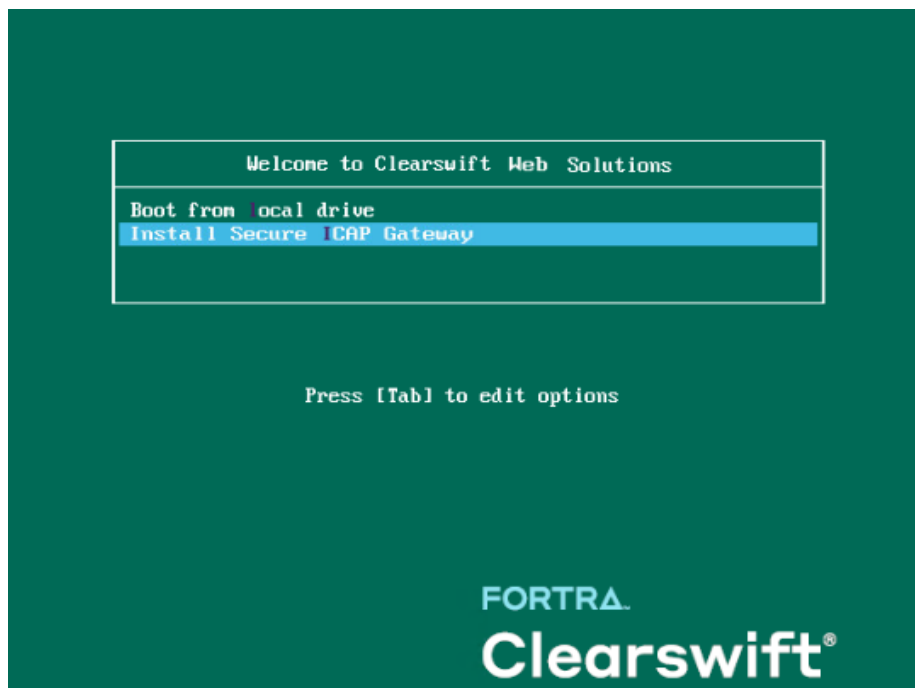 Welcome to Clearswift Web Solutions
Boot from local drive
Install Secure ICAP Gateway
Press [Tab] to edit options
FORTRA™
Clearswift®